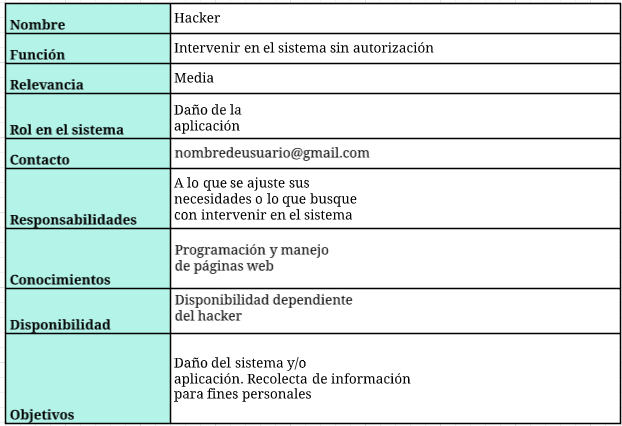 Nombre
Hacker
Función
Intervenir en el sistema sin autorización
Relevancia
Media
Rol en el sistema
Daño de la
aplicación
Contacto
nombredeusuario@gmail.com
Responsabilidades
A lo que se ajuste sus
necesidades o lo que busque
con intervenir en el sistema
Conocimientos
Programación y manejo
de páginas web
Disponibilidad
Disponibilidad dependiente
del hacker
Objetivos
Daño del sistema y/o
aplicación. Recolecta de información
para fines personales